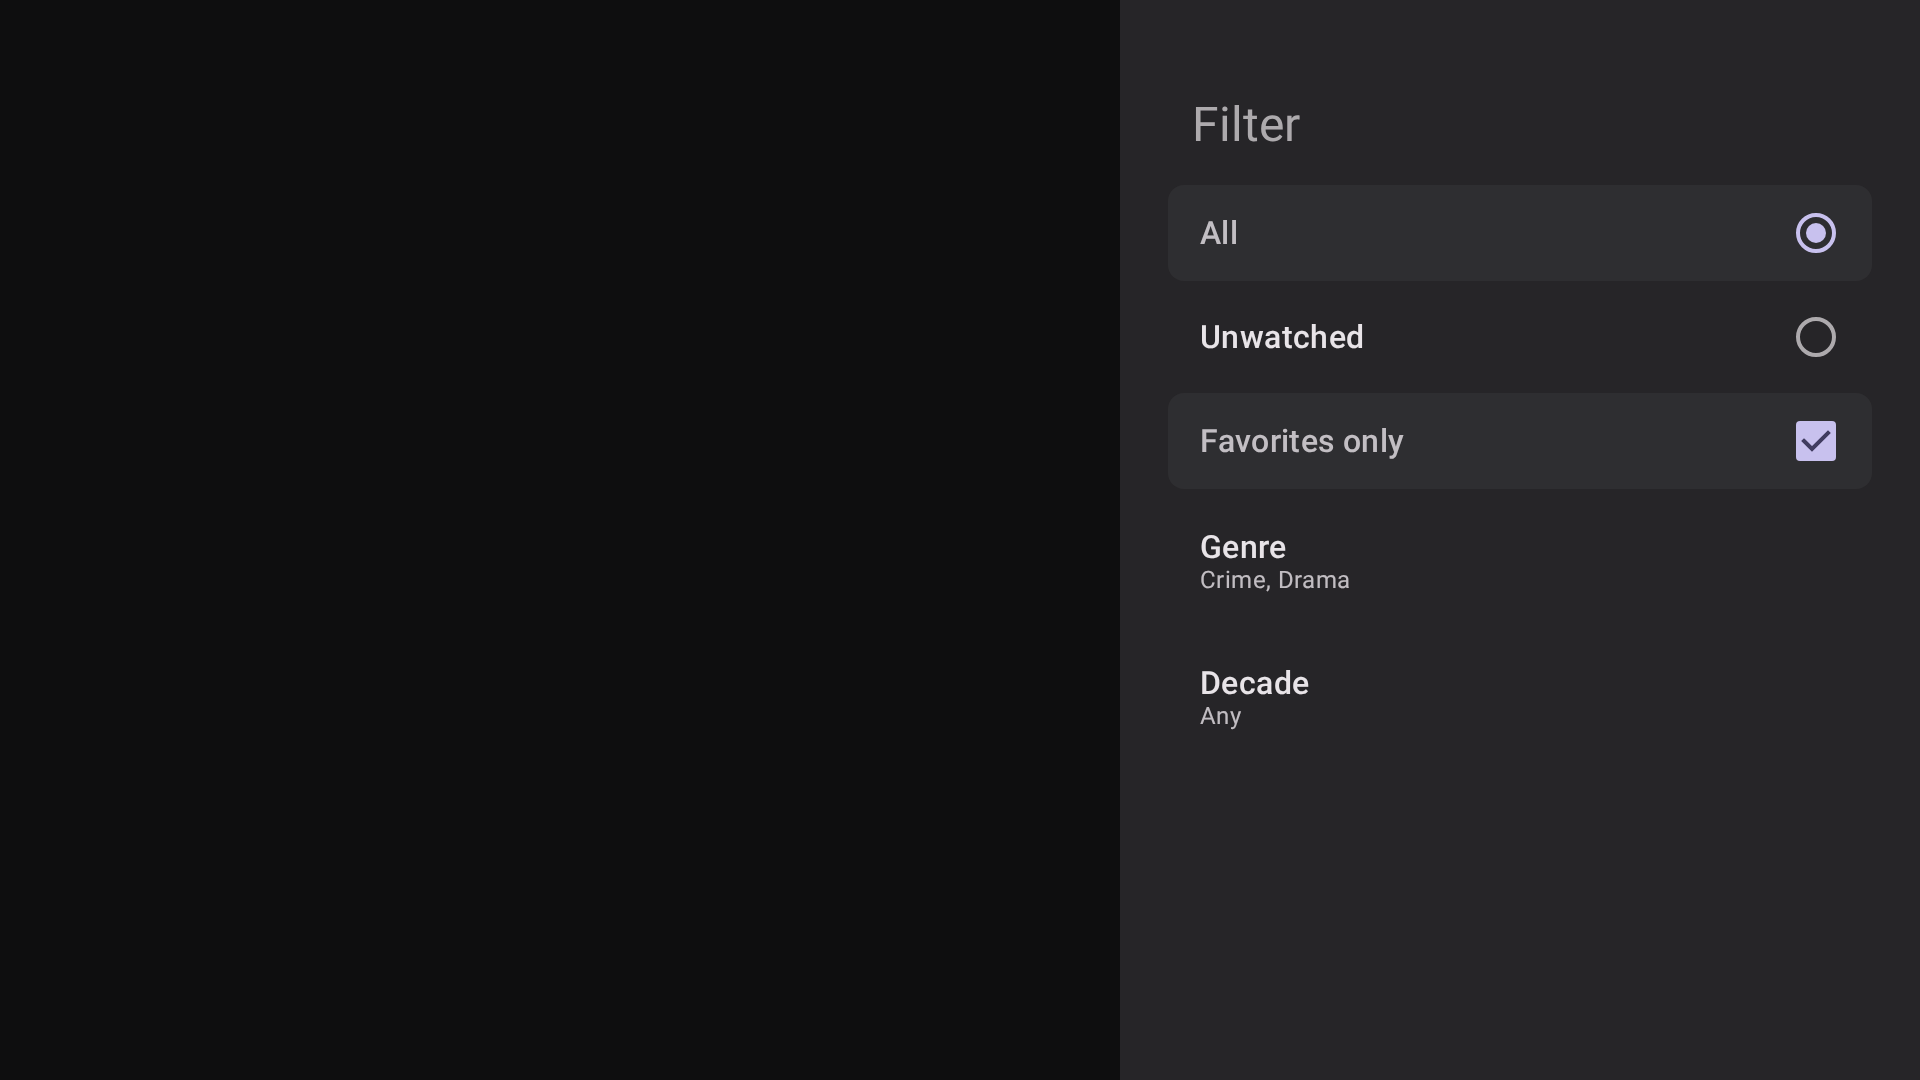 Filter
All
Unwatched
Favorites only
Genre
Crime, Drama
Decade
Any